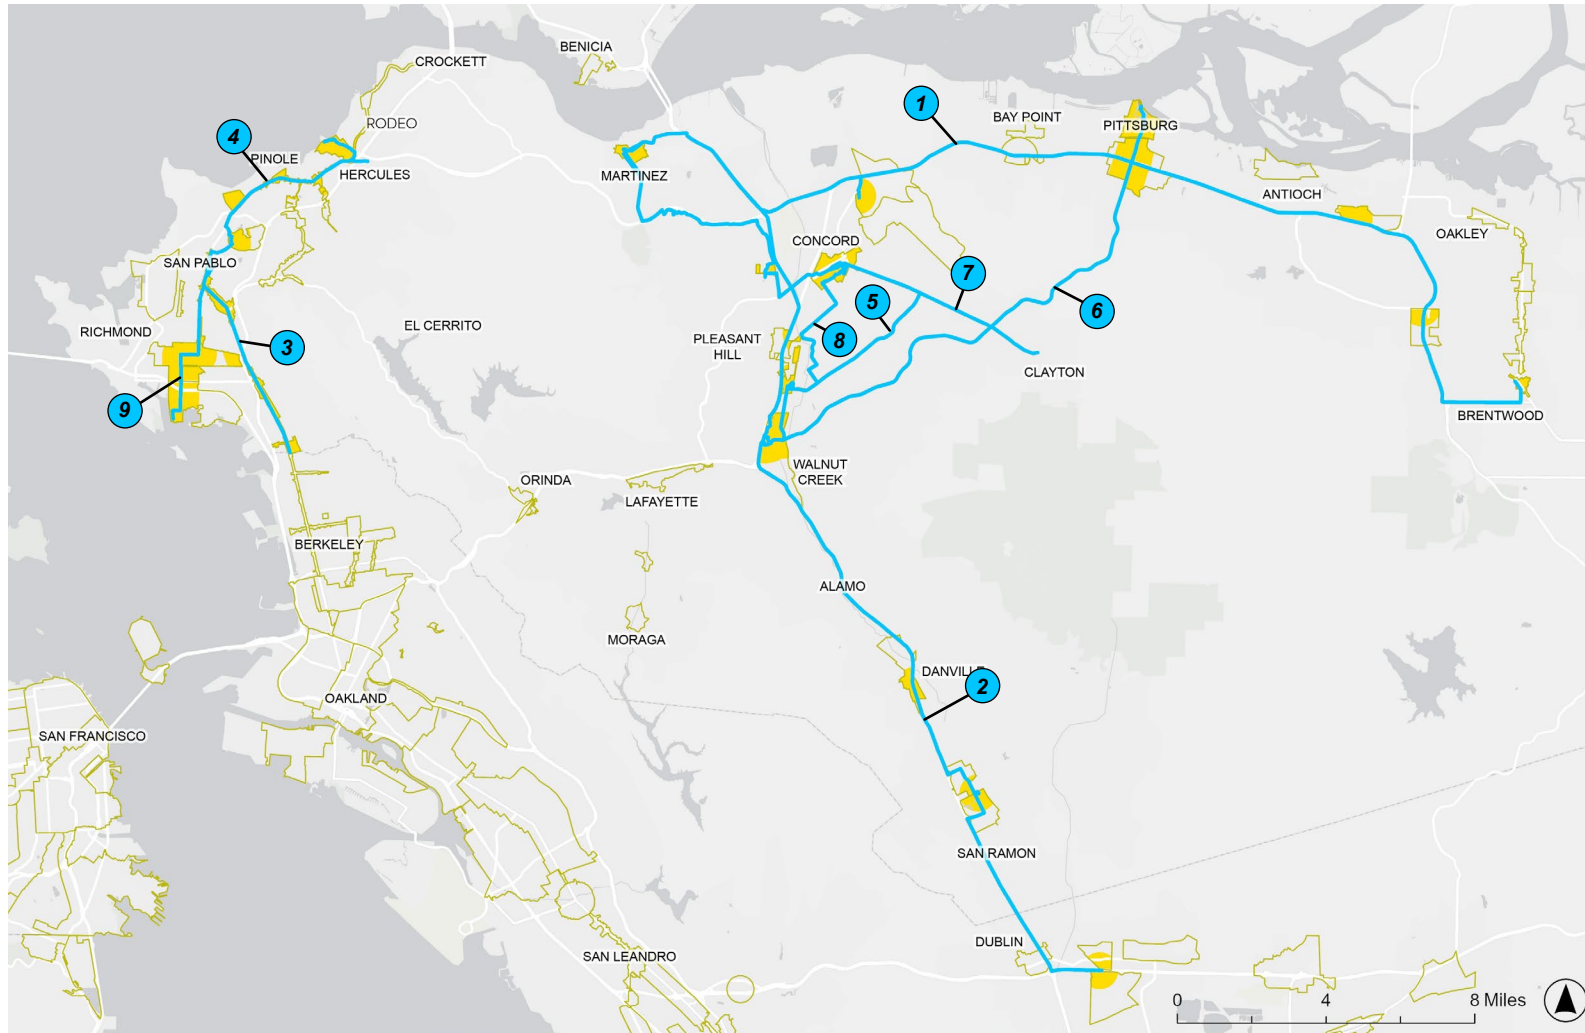 BENICIA
CROCKETT
1
BAY POINT
RODEO
PITTSBURG
4
PINOLE
HERCULES
MARTINEZ
ANTIOCH
OAKLEY
CONCORD
SAN PABLO
7
5
6
RICHMOND
EL CERRITO
PLEASANT
HILL
8
3
CLAYTON
9
BRENTWOOD
WALNUT
CREEK
ORINDA
LAFAYETTE
BERKELEY
ALAMO
MORAGA
DANVILLE
2
OAKLAND
SAN FRANCISCO
SAN RAMON
DUBLIN
SAN LEANDRO
0 4 8 Miles